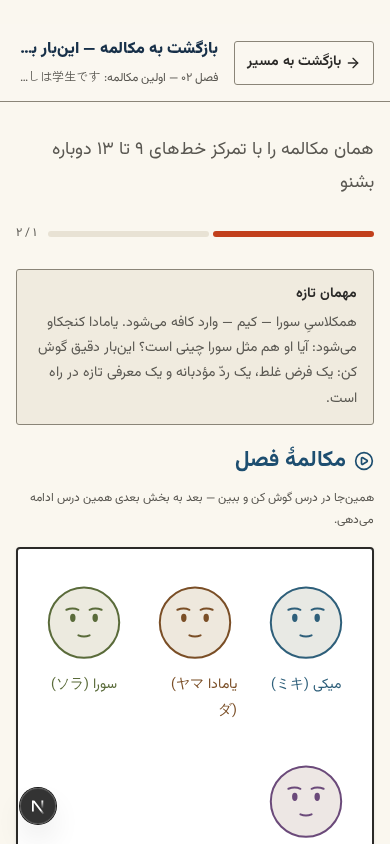 بازگشت به مسیر
بازگشت به مکالمه — این‌بار بـ...
فصل ۰۲ — اولین مکالمه: しは学生です...
همان مکالمه را با تمرکز خط‌های ۹ تا ۱۳ دوباره
بشنو
۲ / ۱
مهمان تازه
همکلاسیِ سورا — کیم — وارد کافه می‌شود. یامادا کنجکاو
می‌شود: آیا او هم مثل سورا چینی است؟ این‌بار دقیق گوش
کن: یک فرض غلط، یک ردّ مؤدبانه و یک معرفی تازه در راه
است.
مکالمهٔ فصل
همین‌جا در درس گوش کن و ببین — بعد به بخش بعدی همین درس ادامه
می‌دهی.
میکی (ミキ)
یامادا (ヤマ
ダ)
سورا (ソラ)
N